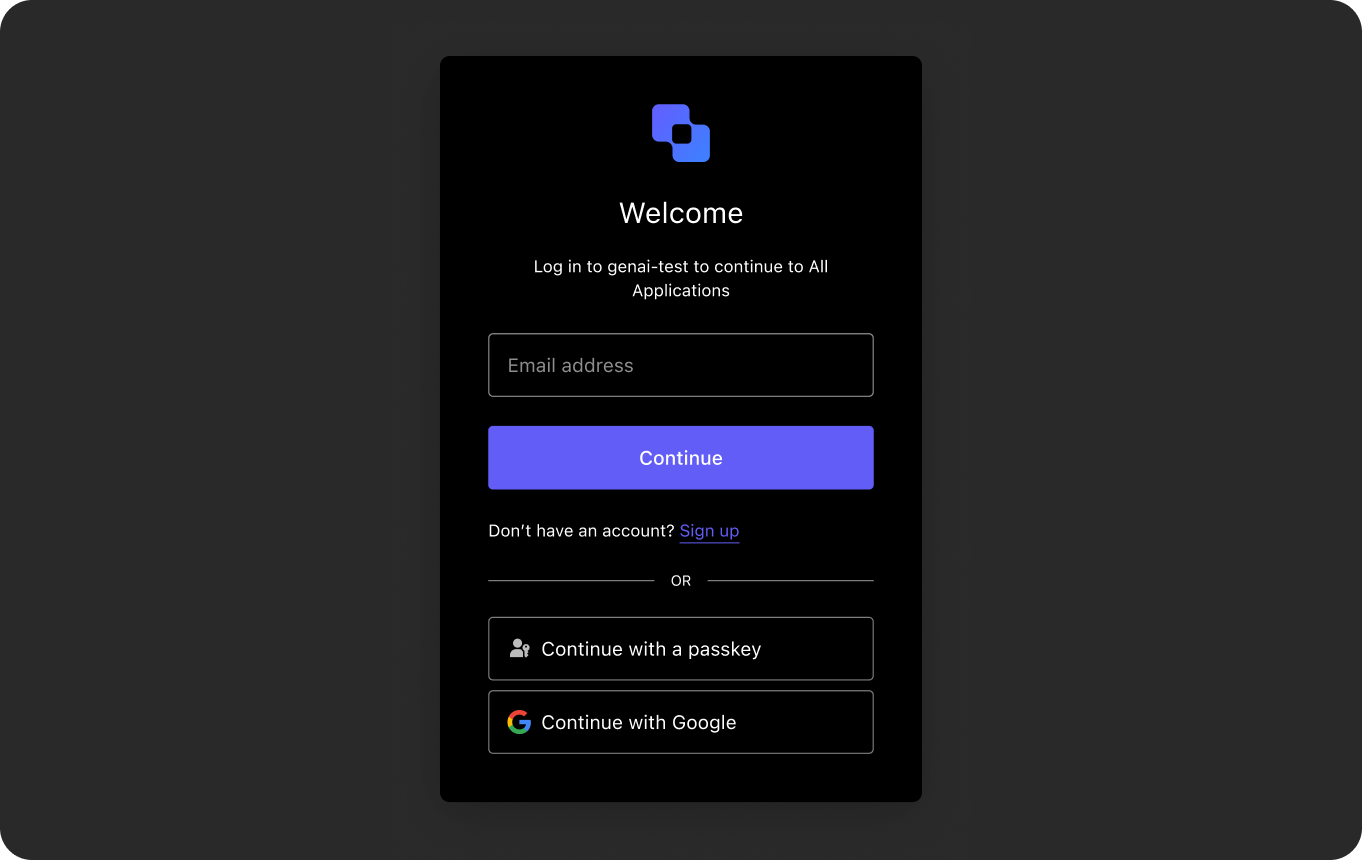 Welcome
Log in to genai-test to continue to All
Applications
Email address
Continue
Don’t have an account? Sign up
OR
Continue with a passkey
Continue with Google